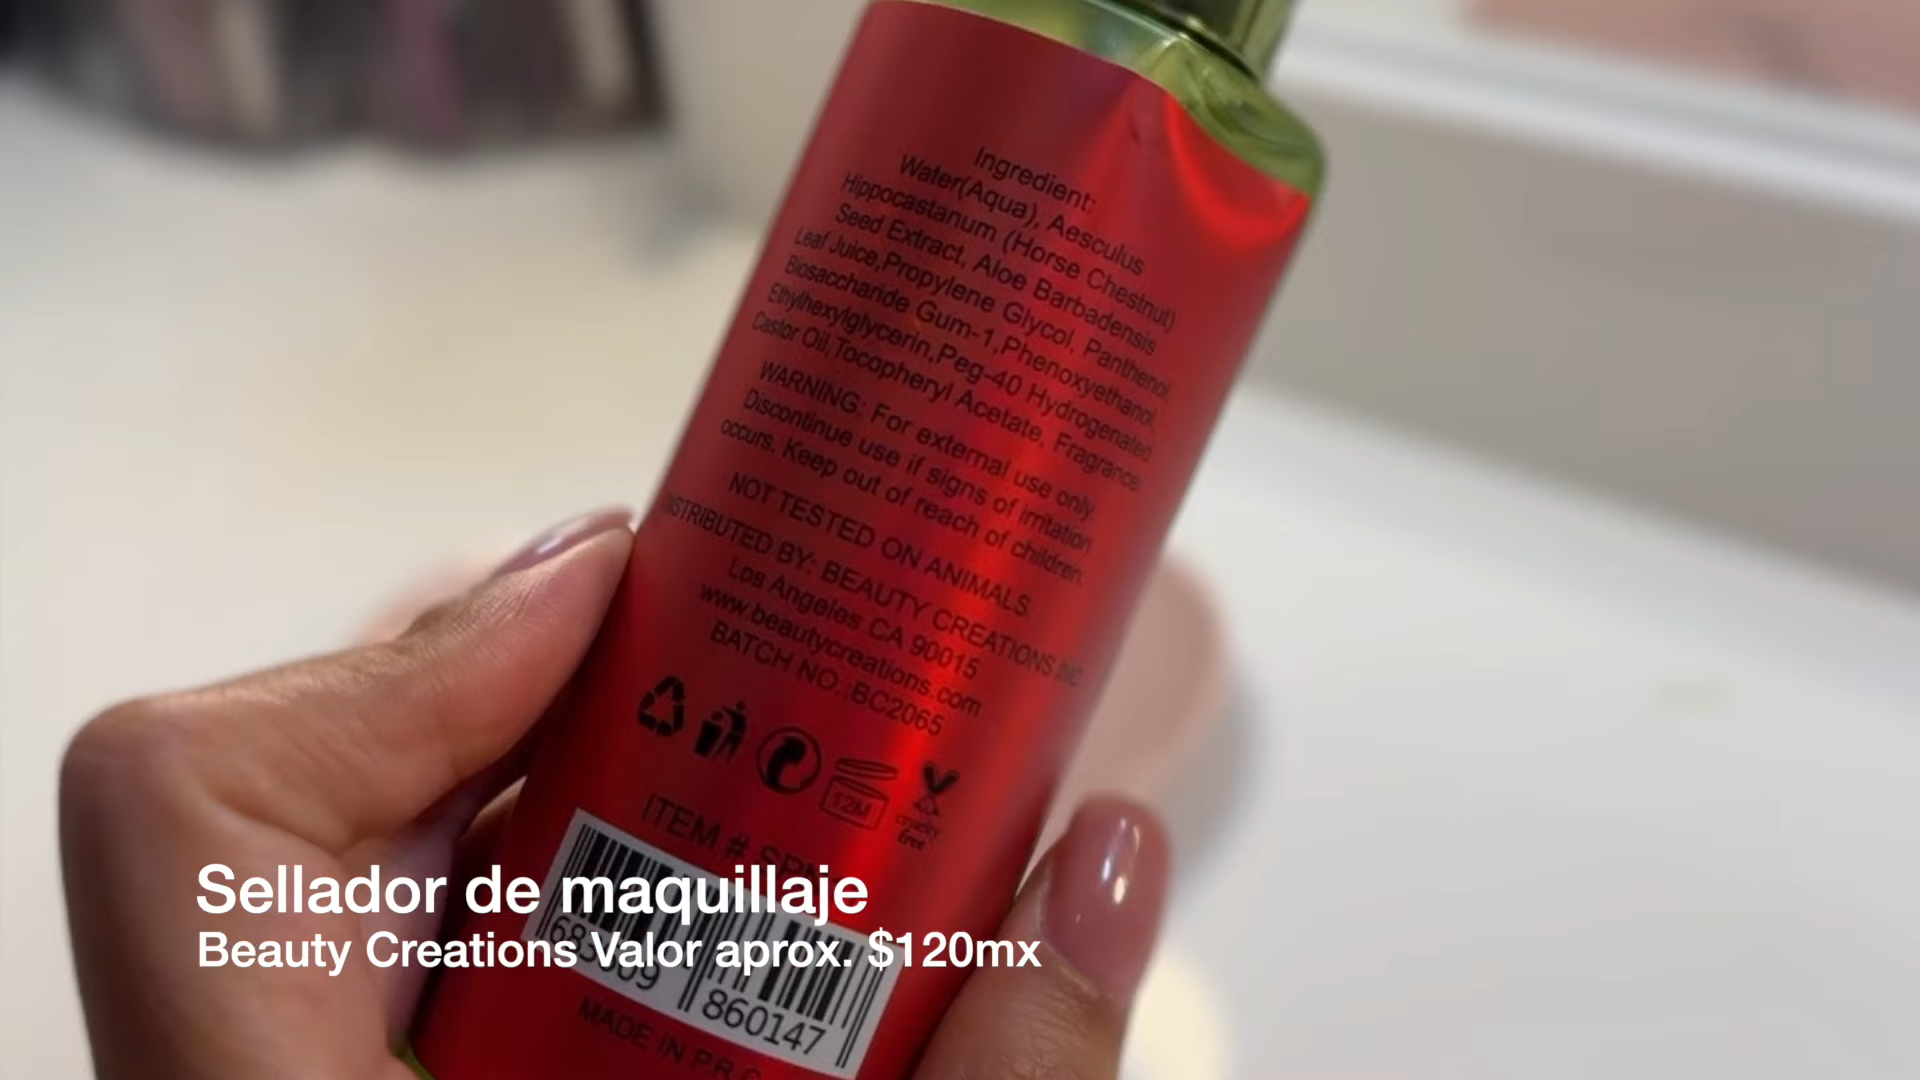 Ingredient:
Water(Aqua), Aesculus
Hippocastanum (Horse Chestnut)
Seed Extract, Aloe Barbadensis
Leaf Juice,Propylene Glycol, Panthenol,
Biosaccharide Gum-1,Phenoxyethanol,
Ethylhexylglycerin,Peg-40 Hydrogenated
Castor Oil,Tocopheryl Acetate, Fragrance
WARNING: For external use only.
Discontinue use if signs of irritation
occurs. Keep out of reach of children.
NOT TESTED ON ANIMALS.
DISTRIBUTED BY: BEAUTY CREATIONS INC
Los Angeles CA 90015
www.beautycreations.com
BATCH NO.:BC2065
12M
cruelty
free
ITEM #
Sellador de maquillaje
Beauty Creations Valor aprox. $120mx
860147
MADE IN P.R.C